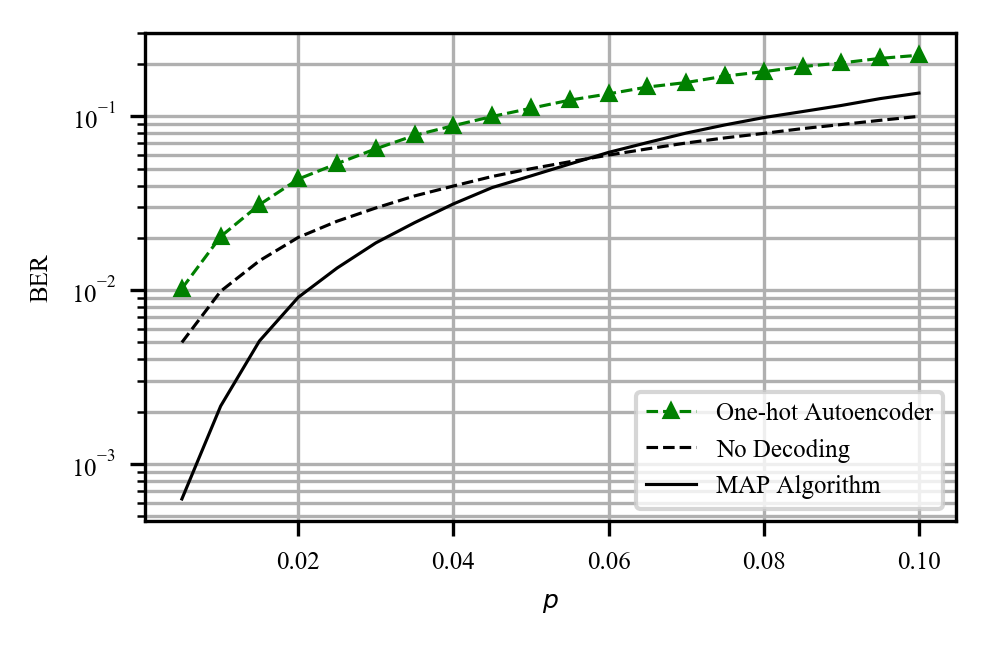 BER
10⁻¹
10⁻²
10⁻³
One-hot Autoencoder
No Decoding
MAP Algorithm
0.02 0.04 0.06 0.08 0.10
p